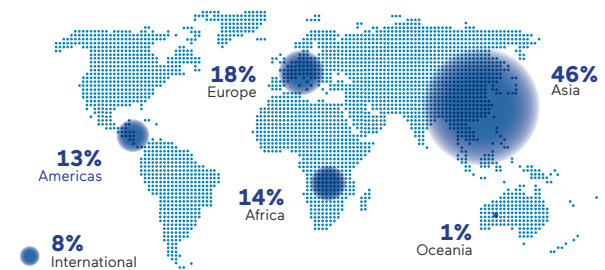 18%
Europe
46%
Asia
13%
Americas
14%
Africa
1%
Oceania
8%
International